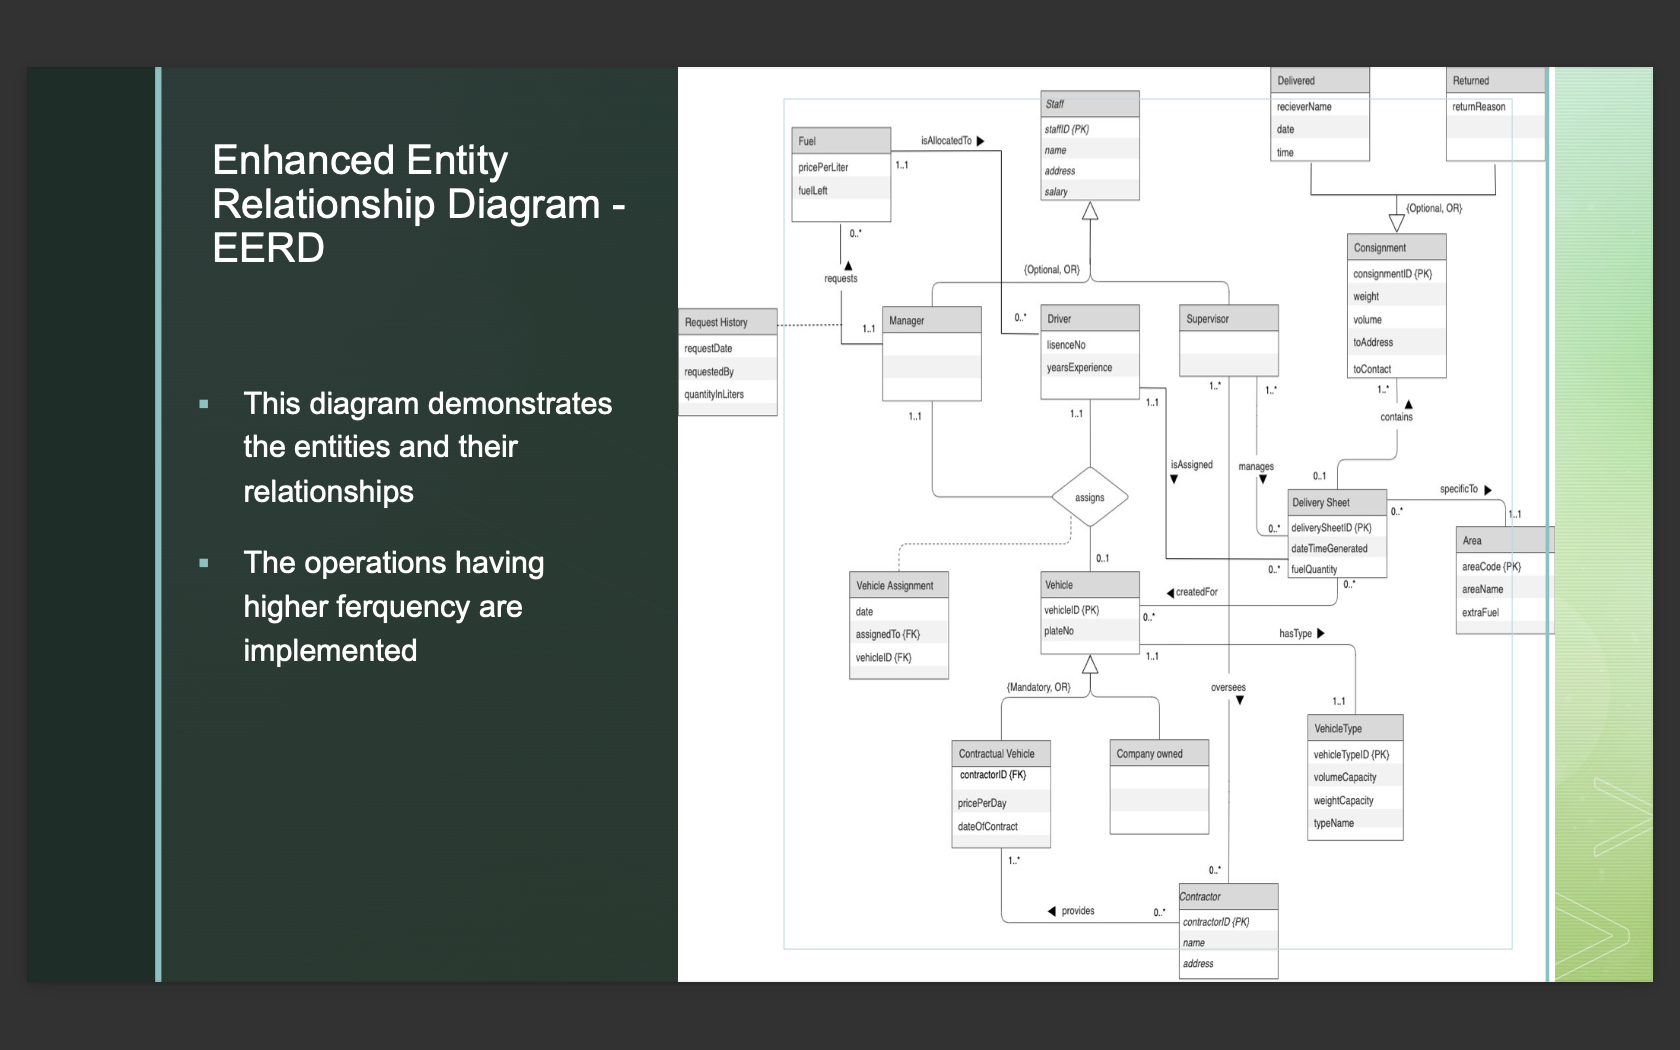 Enhanced Entity
Relationship Diagram -
EERD
This diagram demonstrates
the entities and their
relationships
The operations having
higher ferquency are
implemented
Delivered
recieverName
date
time
Returned
returnReason
Staff
staffID {PK}
name
address
salary
Fuel
pricePerLiter
fuelLeft
isAllocatedTo
1..1
0..*
requests
{Optional, OR}
{Optional, OR}
Consignment
consignmentID {PK}
weight
volume
toAddress
toContact
Request History
requestDate
requestedBy
quantityInLiters
1..1
Manager
0..*
Driver
lisenceNo
yearsExperience
Supervisor
1..1
1..1
1..1
1..*
1..*
1..*
contains
isAssigned
manages
0..1
assigns
Delivery Sheet
deliverySheetID {PK}
dateTimeGenerated
fuelQuantity
specificTo
0..*
1..1
0..*
0..*
0..*
Area
areaCode {PK}
areaName
extraFuel
0..1
Vehicle Assignment
date
assignedTo {FK}
vehicleID {FK}
Vehicle
vehicleID {PK}
plateNo
createdFor
0..*
hasType
1..1
{Mandatory, OR}
oversees
1..1
VehicleType
vehicleTypeID {PK}
volumeCapacity
weightCapacity
typeName
Contractual Vehicle
contractorID {FK}
pricePerDay
dateOfContract
Company owned
1..*
0..*
provides
0..*
Contractor
contractorID {PK}
name
address